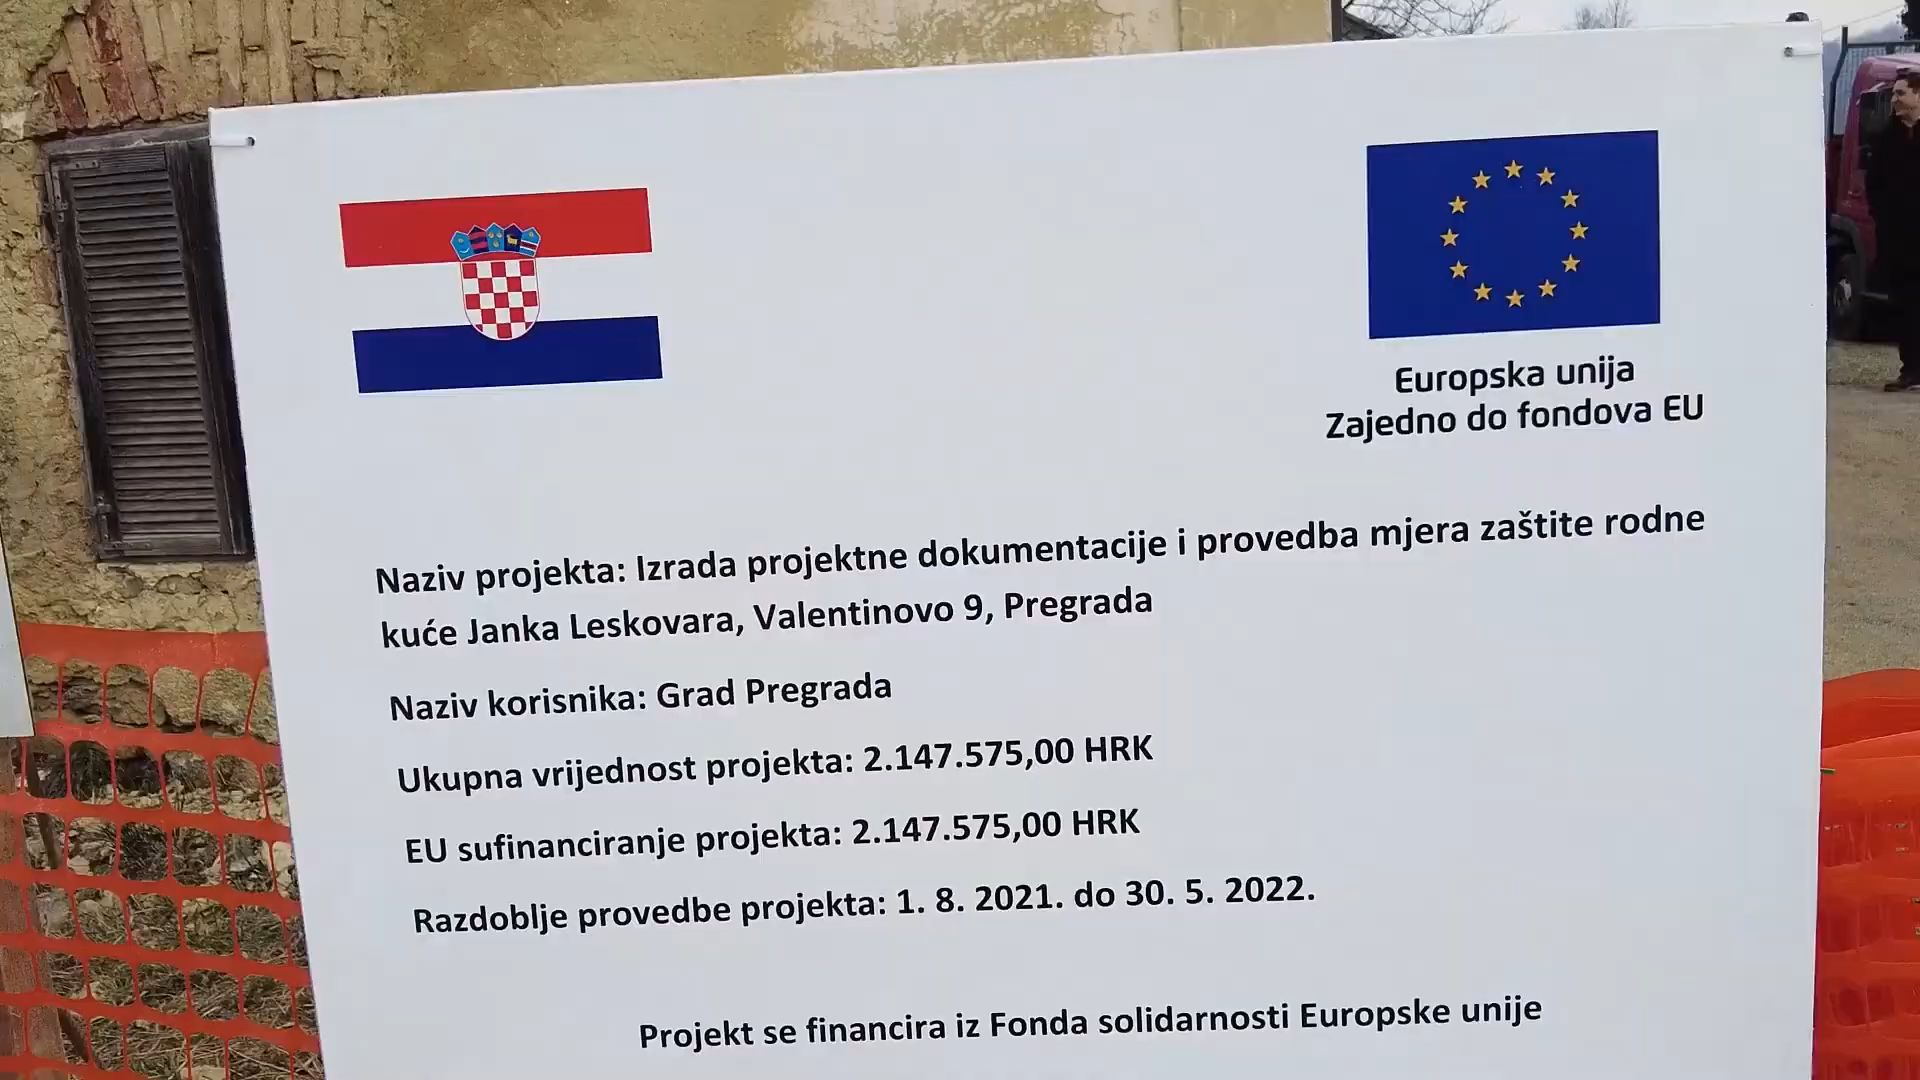 Europska unija
Zajedno do fondova EU
Naziv projekta: Izrada projektne dokumentacije i provedba mjera zaštite rodne
kuće Janka Leskovara, Valentinovo 9, Pregrada
Naziv korisnika: Grad Pregrada
Ukupna vrijednost projekta: 2.147.575,00 HRK
EU sufinanciranje projekta: 2.147.575,00 HRK
Razdoblje provedbe projekta: 1. 8. 2021. do 30. 5. 2022.
Projekt se financira iz Fonda solidarnosti Europske unije